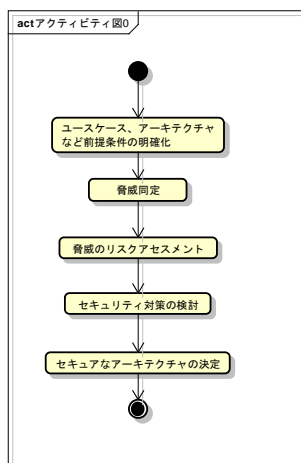 actアクティビティ図0
ユースケース、アーキテクチャ
など前提条件の明確化
脅威同定
脅威のリスクアセスメント
セキュリティ対策の検討
セキュアなアーキテクチャの決定